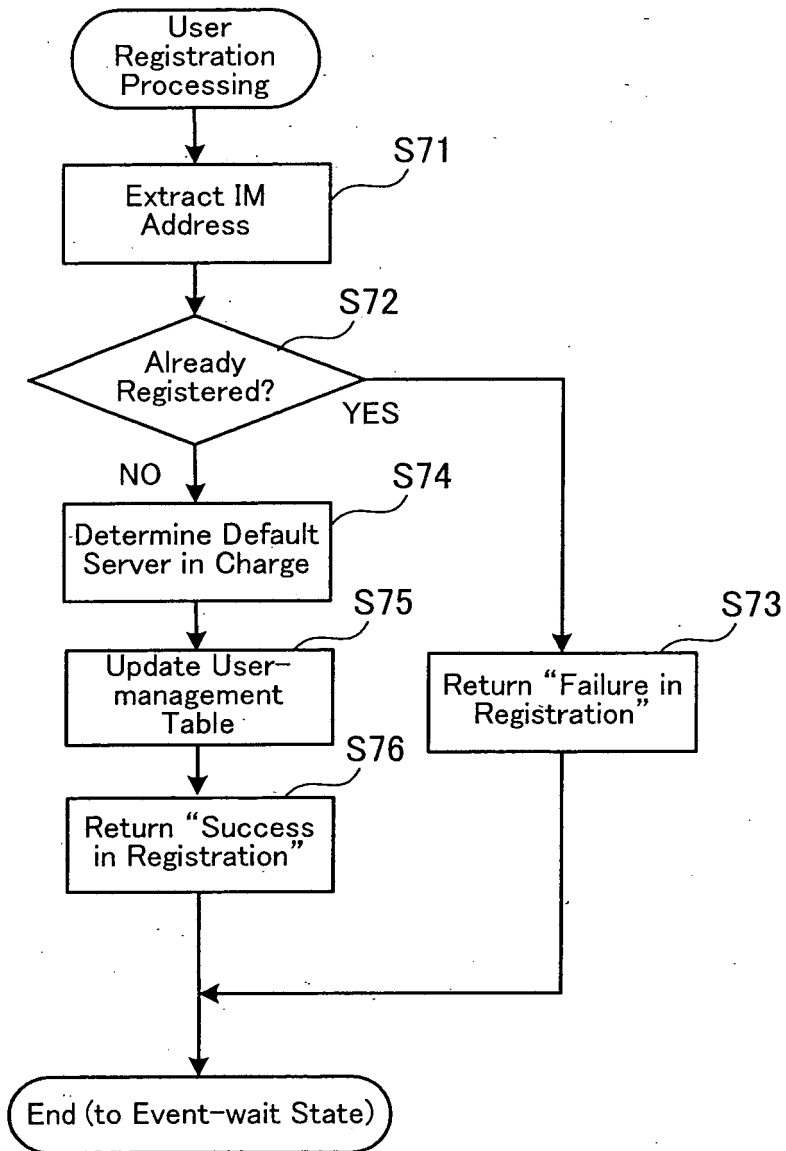 User
Registration
Processing
S71
Extract IM
Address
S72
Already
Registered?
YES
NO
S74
Determine Default
Server in Charge
S75
Update User-
management
Table
S73
Return “Failure in
Registration”
S76
Return “Success
in Registration”
End (to Event-wait State)